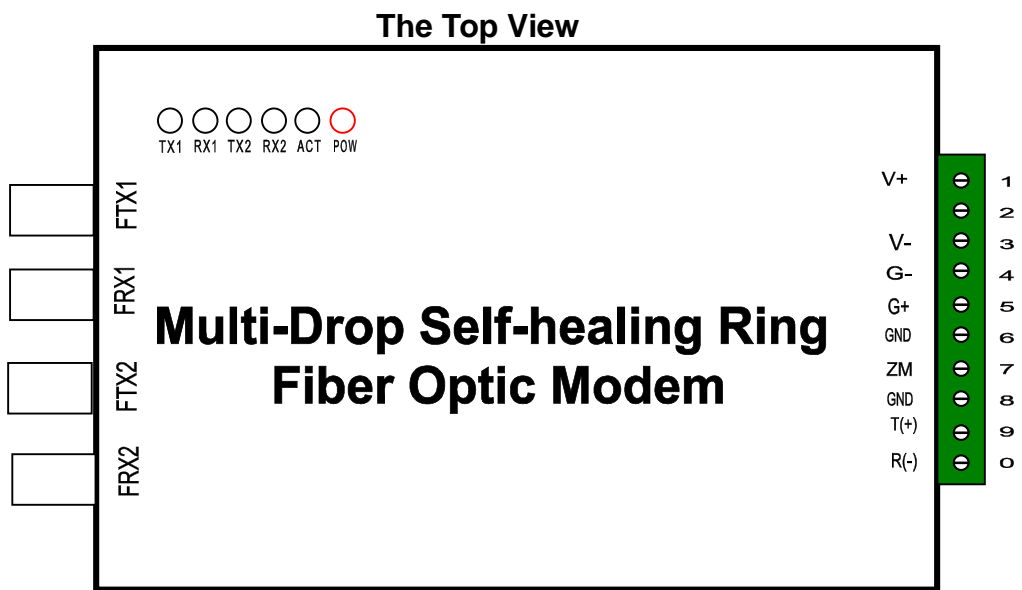 The Top View
TX1 RX1 TX2 RX2 ACT POW
FTX1
FRX1
FTX2
FRX2
Multi-Drop Self-healing Ring
Fiber Optic Modem
V+ 1
2
V- 3
G- 4
G+ 5
GND 6
ZM 7
GND 8
T(+) 9
R(-) 0